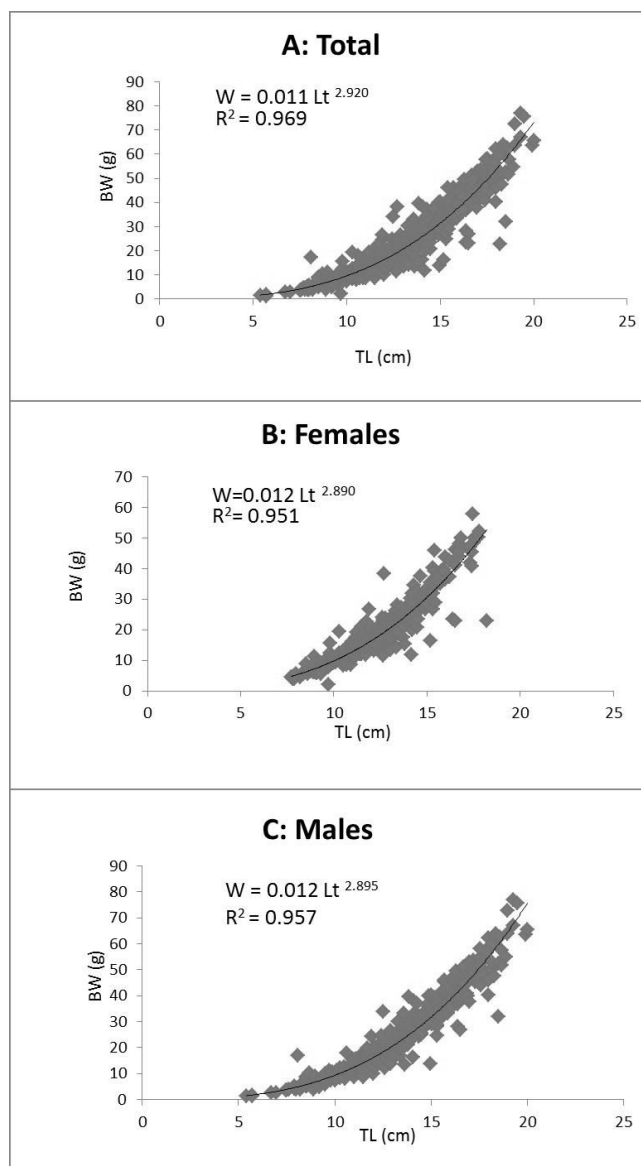 A: Total
W = 0.011 Lt 2.920
R2 = 0.969
BW (g)
90
80
70
60
50
40
30
20
10
0
0 5 10 15 20 25
TL (cm)
B: Females
W=0.012 Lt 2.890
R2= 0.951
BW (g)
70
60
50
40
30
20
10
0
0 5 10 15 20 25
TL (cm)
C: Males
W = 0.012 Lt 2.895
R2 = 0.957
BW (g)
90
80
70
60
50
40
30
20
10
0
0 5 10 15 20 25
TL (cm)